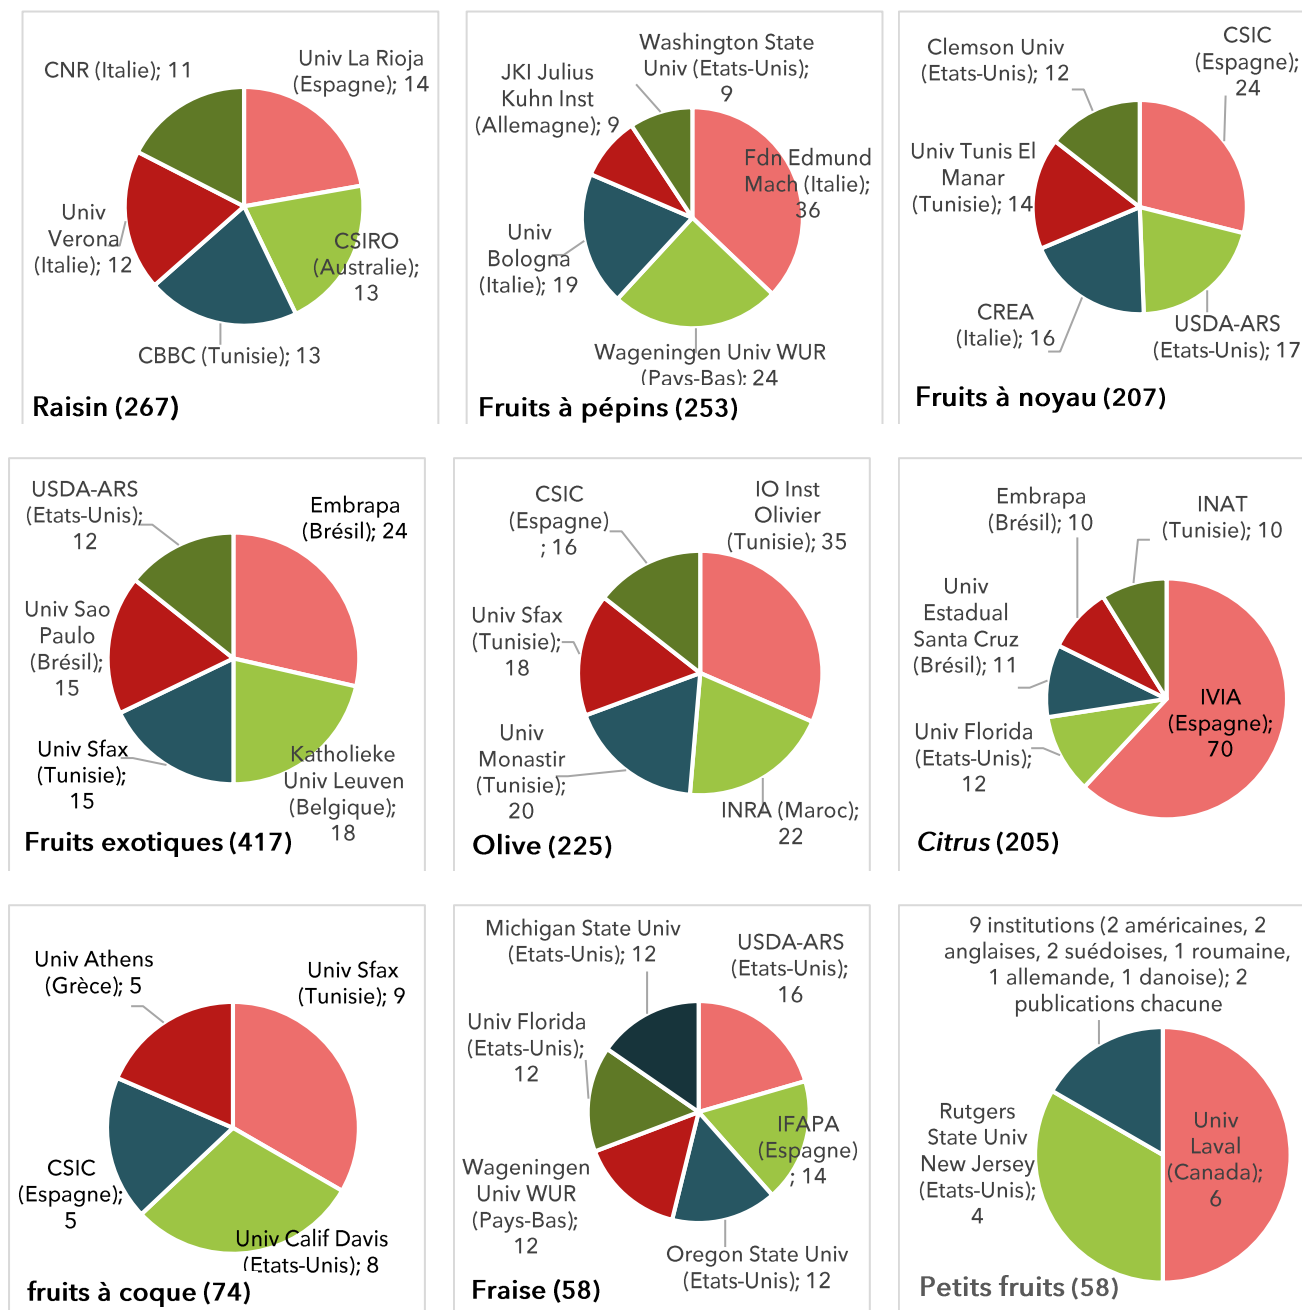 CNR (Italie); 11
Univ La Rioja
(Espagne); 14
CSIRO
(Australie);
13
CBBC (Tunisie); 13
Univ
Verona
(Italie); 12
Raisin (267)
Washington State
Univ (Etats-Unis);
9
JKI Julius
Kuhn Inst
(Allemagne); 9
Fdn Edmund
Mach (Italie);
36
Univ
Bologna
(Italie); 19
Wageningen Univ WUR
(Pays-Bas); 24
Fruits à pépins (253)
Clemson Univ
(Etats-Unis); 12
CSIC
(Espagne);
24
Univ Tunis El
Manar
(Tunisie); 14
CREA
(Italie); 16
USDA-ARS
(Etats-Unis); 17
Fruits à noyau (207)
USDA-ARS
(Etats-Unis);
12
Embrapa
(Brésil); 24
Univ Sao
Paulo
(Brésil);
15
Univ Sfax
(Tunisie);
15
Katholieke
Univ Leuven
(Belgique);
18
Fruits exotiques (417)
CSIC
(Espagne)
; 16
IO Inst
Olivier
(Tunisie); 35
Univ Sfax
(Tunisie);
18
Univ
Monastir
(Tunisie);
20
INRA (Maroc);
22
Olive (225)
Embrapa
(Brésil); 10
INAT
(Tunisie); 10
Univ
Estadual
Santa Cruz
(Brésil); 11
Univ Florida
(Etats-Unis);
12
IVIA
(Espagne);
70
Citrus (205)
Univ Athens
(Grèce); 5
Univ Sfax
(Tunisie); 9
CSIC
(Espagne);
5
Univ Calif Davis
(Etats-Unis); 8
fruits à coque (74)
Michigan State Univ
(Etats-Unis); 12
USDA-ARS
(Etats-Unis);
16
Univ Florida
(Etats-Unis);
12
IFAPA
(Espagne)
; 14
Wageningen
Univ WUR
(Pays-Bas);
12
Oregon State Univ
(Etats-Unis); 12
Fraise (58)
9 institutions (2 américaines, 2
anglaises, 2 suédoises, 1 roumaine,
1 allemande, 1 danoise); 2
publications chacune
Rutgers
State Univ
New Jersey
(Etats-Unis);
4
Univ
Laval
(Canada);
6
Petits fruits (58)